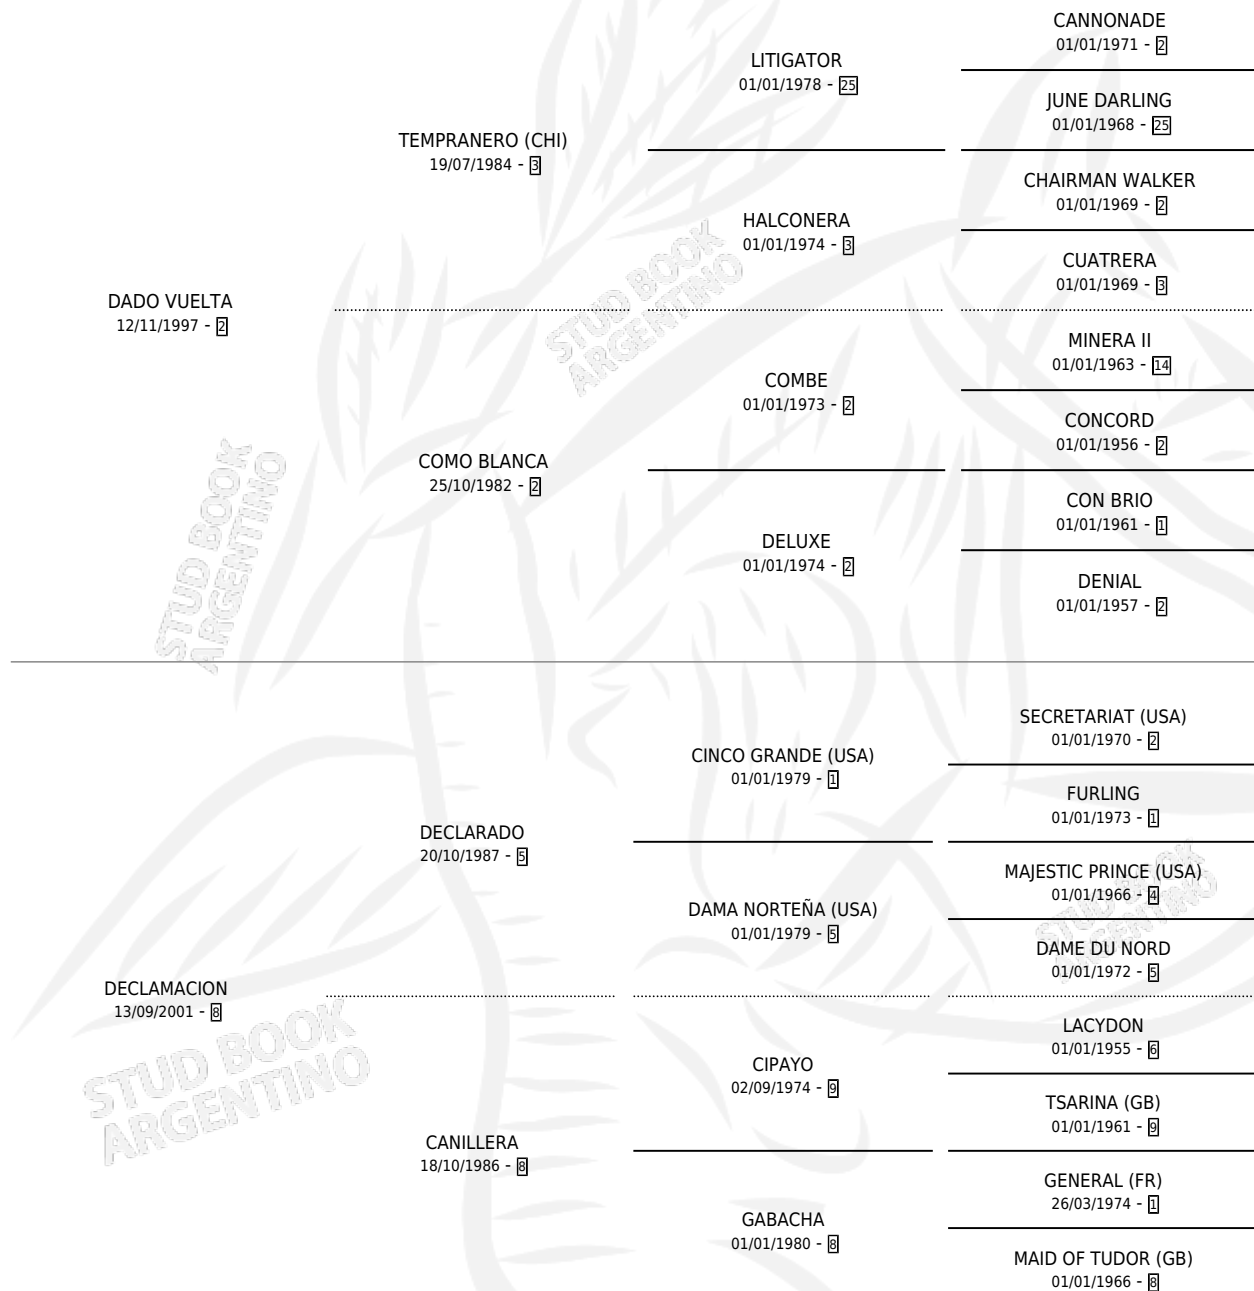 CANNONADE
01/01/1971 - 2
LITIGATOR
01/01/1978 - 25
JUNE DARLING
01/01/1968 - 25
TEMPRANERO (CHI)
19/07/1984 - 3
CHAIRMAN WALKER
01/01/1969 - 2
HALCONERA
01/01/1974 - 3
CUATRERA
01/01/1969 - 3
DADO VUELTA
12/11/1997 - 2
STUD BOOK
ARGENTINO
MINERA II
01/01/1963 - 14
COMBE
01/01/1973 - 2
CONCORD
01/01/1956 - 2
COMO BLANCA
25/10/1982 - 2
CON BRIO
01/01/1961 - 1
DELUXE
01/01/1974 - 2
DENIAL
01/01/1957 - 2
STUD BOOK
ARGENTINO
SECRETARIAT (USA)
01/01/1970 - 2
CINCO GRANDE (USA)
01/01/1979 - 1
FURLING
01/01/1973 - 1
DECLARADO
20/10/1987 - 5
MAJESTIC PRINCE (USA)
01/01/1966 - 4
DAMA NORTEÑA (USA)
01/01/1979 - 5
STUD BOOK
ARGENTINO
DAME DU NORD
01/01/1972 - 5
DECLAMACION
13/09/2001 - 8
STUD BOOK
ARGENTINO
LACYDON
01/01/1955 - 6
CIPAYO
02/09/1974 - 9
TSARINA (GB)
01/01/1961 - 9
CANILLERA
18/10/1986 - 8
GENERAL (FR)
26/03/1974 - 1
GABACHA
01/01/1980 - 8
MAID OF TUDOR (GB)
01/01/1966 - 8